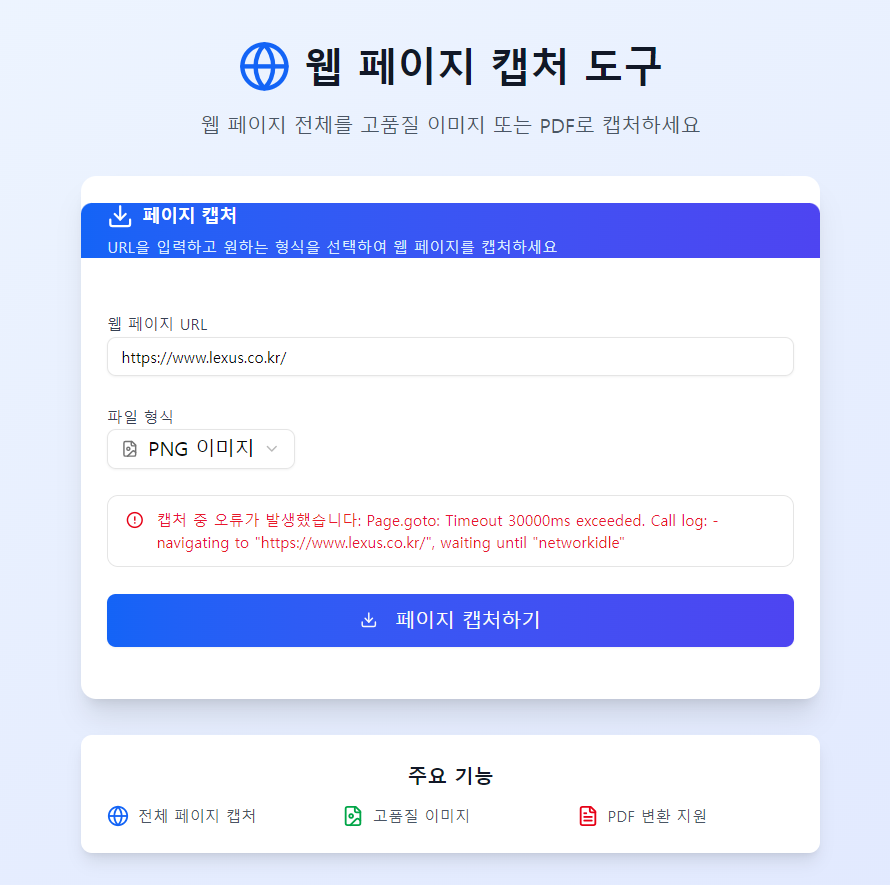 웹 페이지 캡처 도구
웹 페이지 전체를 고품질 이미지 또는 PDF로 캡처하세요
페이지 캡처
URL을 입력하고 원하는 형식을 선택하여 웹 페이지를 캡처하세요
웹 페이지 URL
https://www.lexus.co.kr/
파일 형식
PNG 이미지
캡처 중 오류가 발생했습니다: Page.goto: Timeout 30000ms exceeded. Call log: -
navigating to "https://www.lexus.co.kr/", waiting until "networkidle"
페이지 캡처하기
주요 기능
전체 페이지 캡처
고품질 이미지
PDF 변환 지원